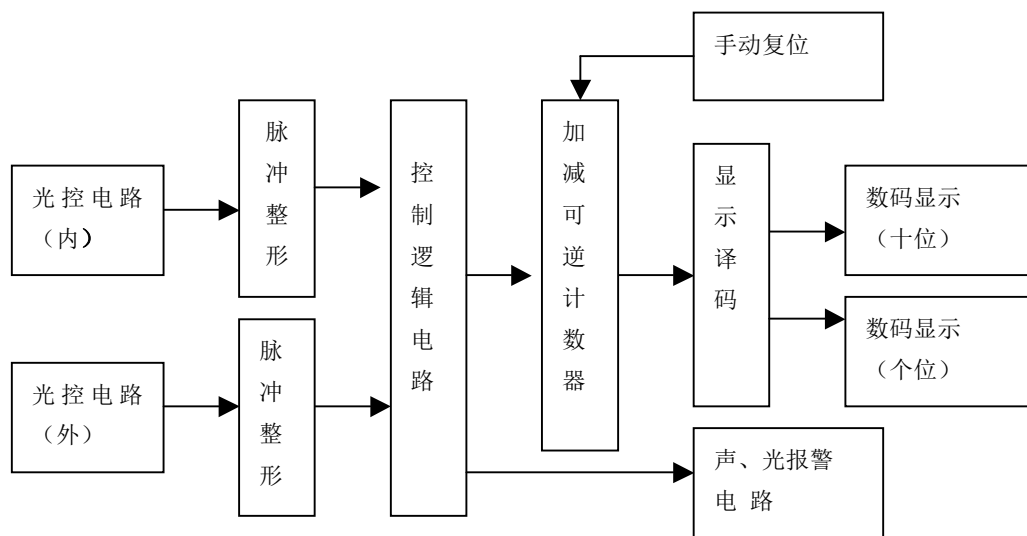 手动复位
脉冲整形
光控电路
（内）
控制逻辑电路
加减可逆计数器
显示译码
数码显示
（十位）
数码显示
（个位）
光控电路
（外）
脉冲整形
声、光报警
电 路